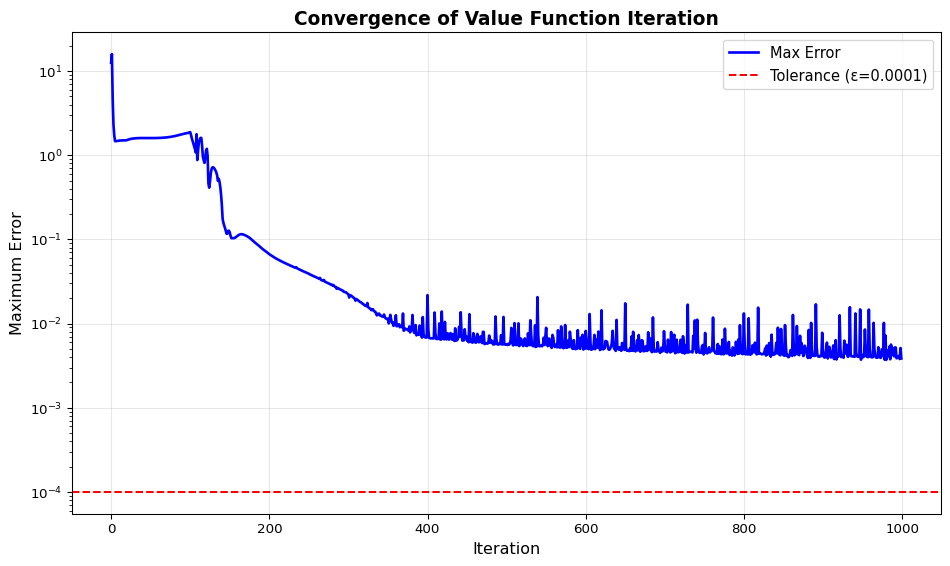 Convergence of Value Function Iteration
Max Error
Tolerance (ε=0.0001)
Maximum Error
10¹
10⁰
10⁻¹
10⁻²
10⁻³
10⁻⁴
0 200 400 600 800 1000
Iteration